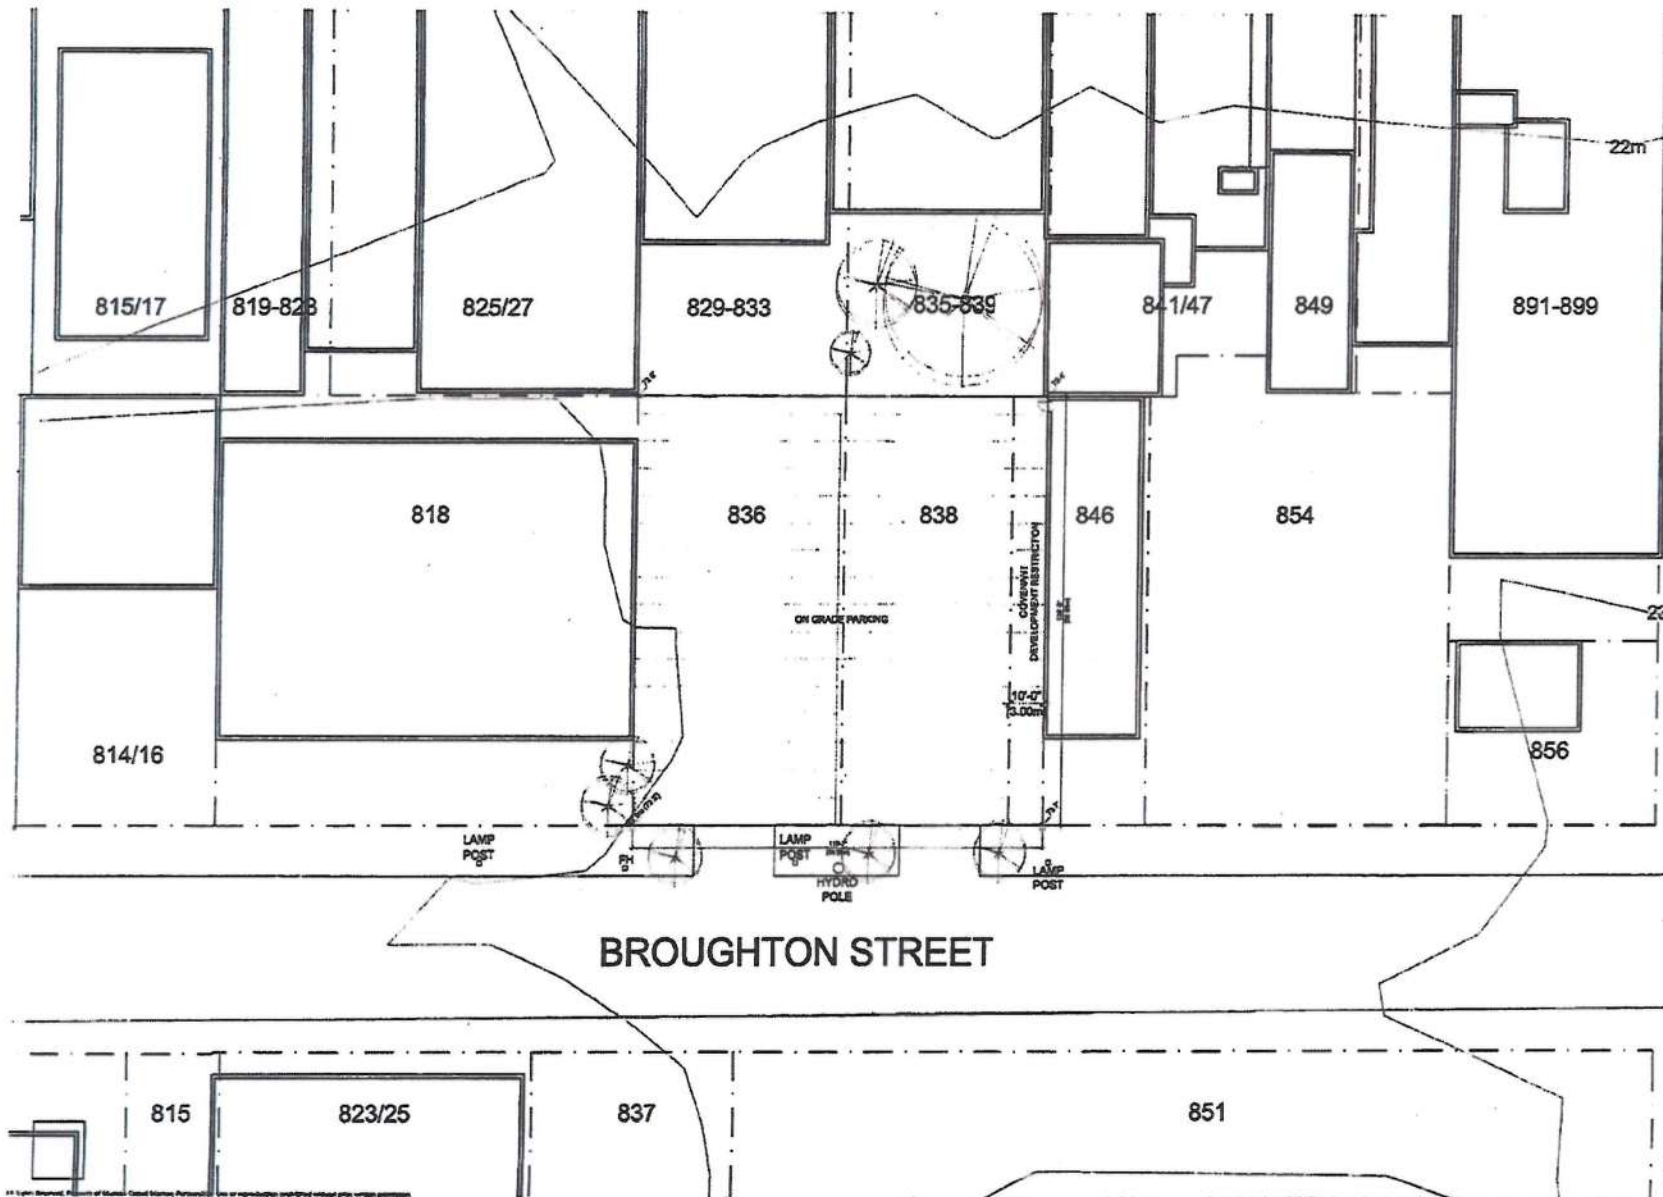 22m
815/17
819-823
825/27
829-833
835-839
841/47
849
891-899
818
836
838
846
854
COVENANT
DEVELOPMENT RESTRICTION
ON GRADE PARKING
10'-0"
3.00m
814/16
856
LAMP
POST
FH
LAMP
POST
HYDRO
POLE
LAMP
POST
BROUGHTON STREET
815
823/25
837
851